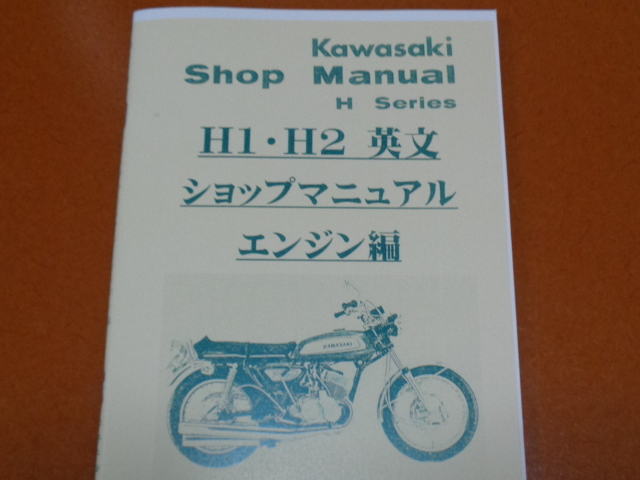 Kawasaki
Shop Manual
H Series
H1・H2 英文
ショップマニュアル
エンジン編
KAWASAKI